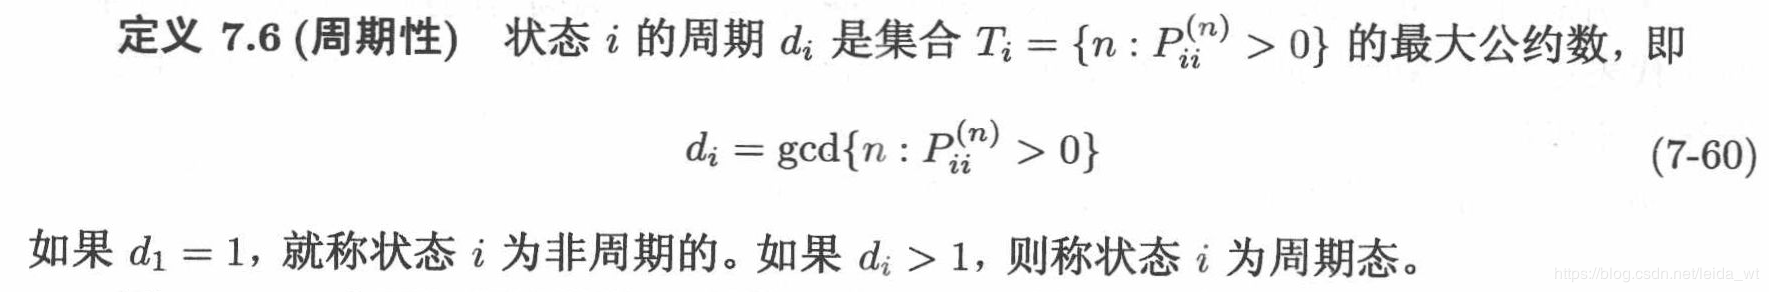 定义 7.6 (周期性) 状态 i 的周期 d_i 是集合 T_i = {n : P_{ii}^{(n)} > 0} 的最大公约数, 即
d_i = gcd{n : P_{ii}^{(n)} > 0} (7-60)
如果 d_1 = 1, 就称状态 i 为非周期的。如果 d_i > 1, 则称状态 i 为周期态。
https://blog.csdn.net/leida_wt